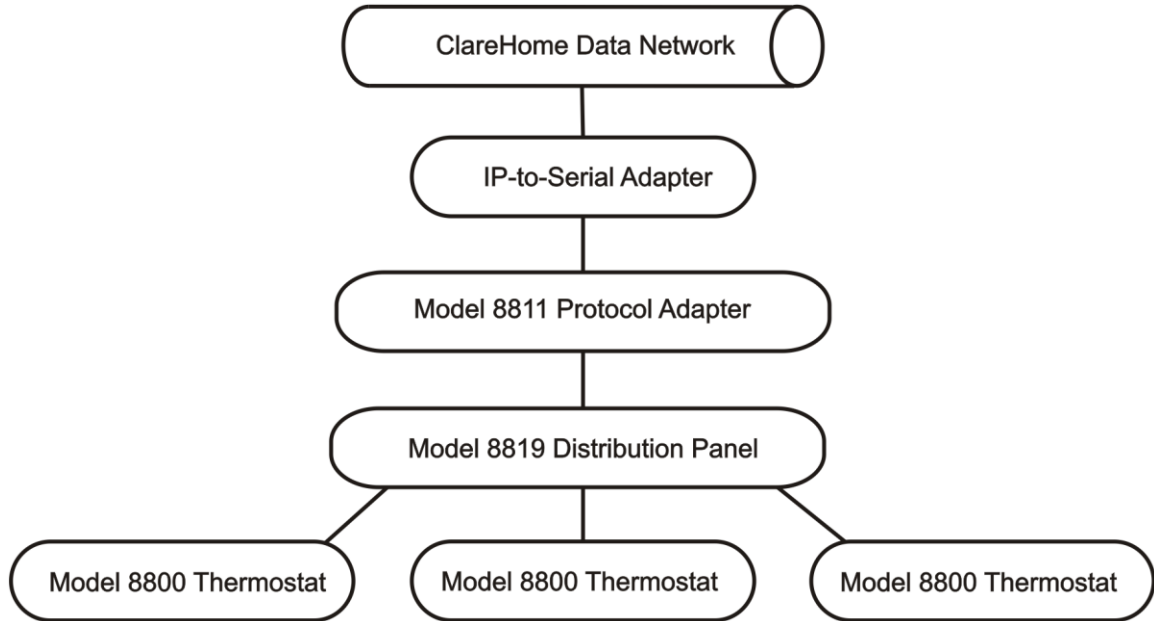 ClareHome Data Network
IP-to-Serial Adapter
Model 8811 Protocol Adapter
Model 8819 Distribution Panel
Model 8800 Thermostat
Model 8800 Thermostat
Model 8800 Thermostat